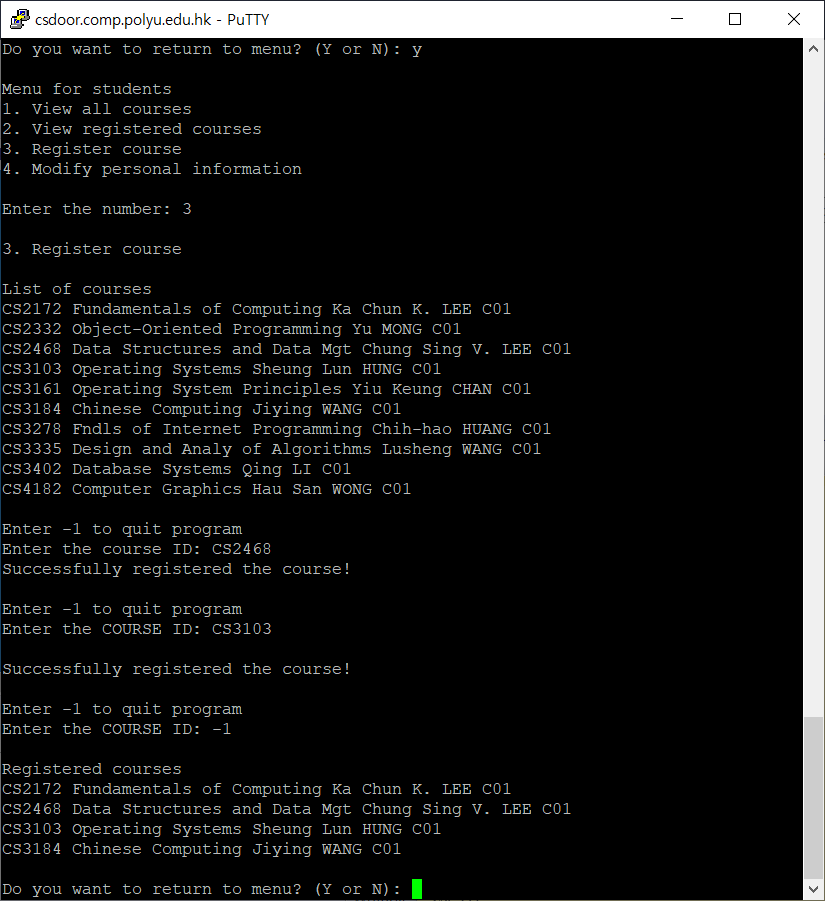 csdoor.comp.polyu.edu.hk - PuTTY
Do you want to return to menu? (Y or N): y
Menu for students
1. View all courses
2. View registered courses
3. Register course
4. Modify personal information
Enter the number: 3
3. Register course
List of courses
CS2172 Fundamentals of Computing Ka Chun K. LEE C01
CS2332 Object-Oriented Programming Yu MONG C01
CS2468 Data Structures and Data Mgt Chung Sing V. LEE C01
CS3103 Operating Systems Sheung Lun HUNG C01
CS3161 Operating System Principles Yiu Keung CHAN C01
CS3184 Chinese Computing Jiying WANG C01
CS3278 Fndls of Internet Programming Chih-hao HUANG C01
CS3335 Design and Analy of Algorithms Lusheng WANG C01
CS3402 Database Systems Qing LI C01
CS4182 Computer Graphics Hau San WONG C01
Enter -1 to quit program
Enter the course ID: CS2468
Successfully registered the course!
Enter -1 to quit program
Enter the COURSE ID: CS3103
Successfully registered the course!
Enter -1 to quit program
Enter the COURSE ID: -1
Registered courses
CS2172 Fundamentals of Computing Ka Chun K. LEE C01
CS2468 Data Structures and Data Mgt Chung Sing V. LEE C01
CS3103 Operating Systems Sheung Lun HUNG C01
CS3184 Chinese Computing Jiying WANG C01
Do you want to return to menu? (Y or N):